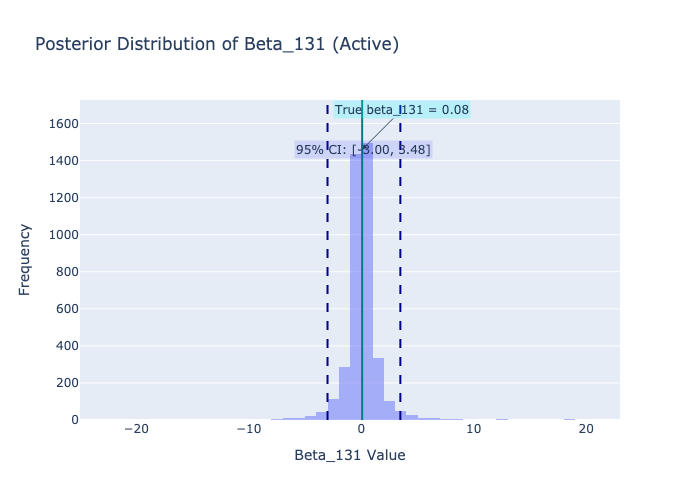 Posterior Distribution of Beta_131 (Active)
True beta_131 = 0.08
95% CI: [-3.00, 3.48]
1600
1400
1200
1000
800
600
400
200
0
Frequency
−20
−10
0
10
20
Beta_131 Value